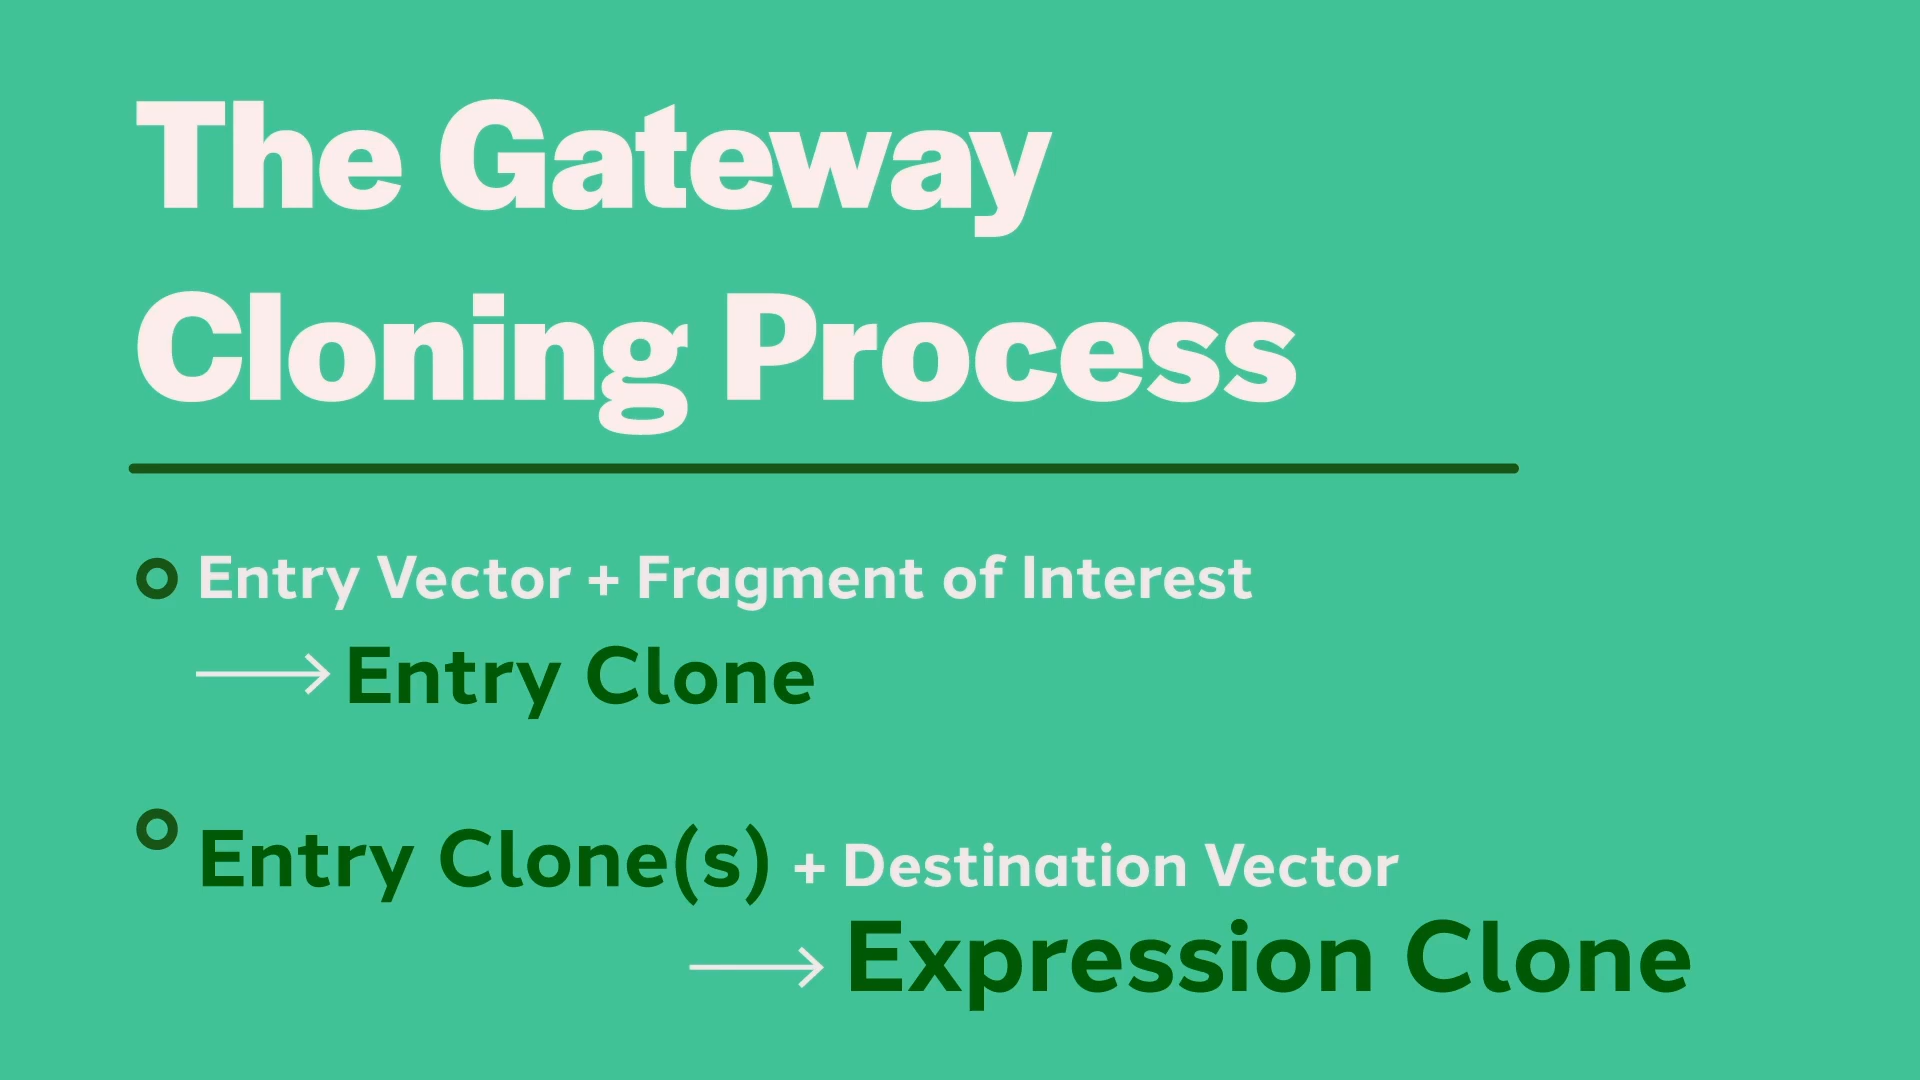 The Gateway
Cloning Process
Entry Vector + Fragment of Interest
Entry Clone
Entry Clone(s) + Destination Vector
Expression Clone